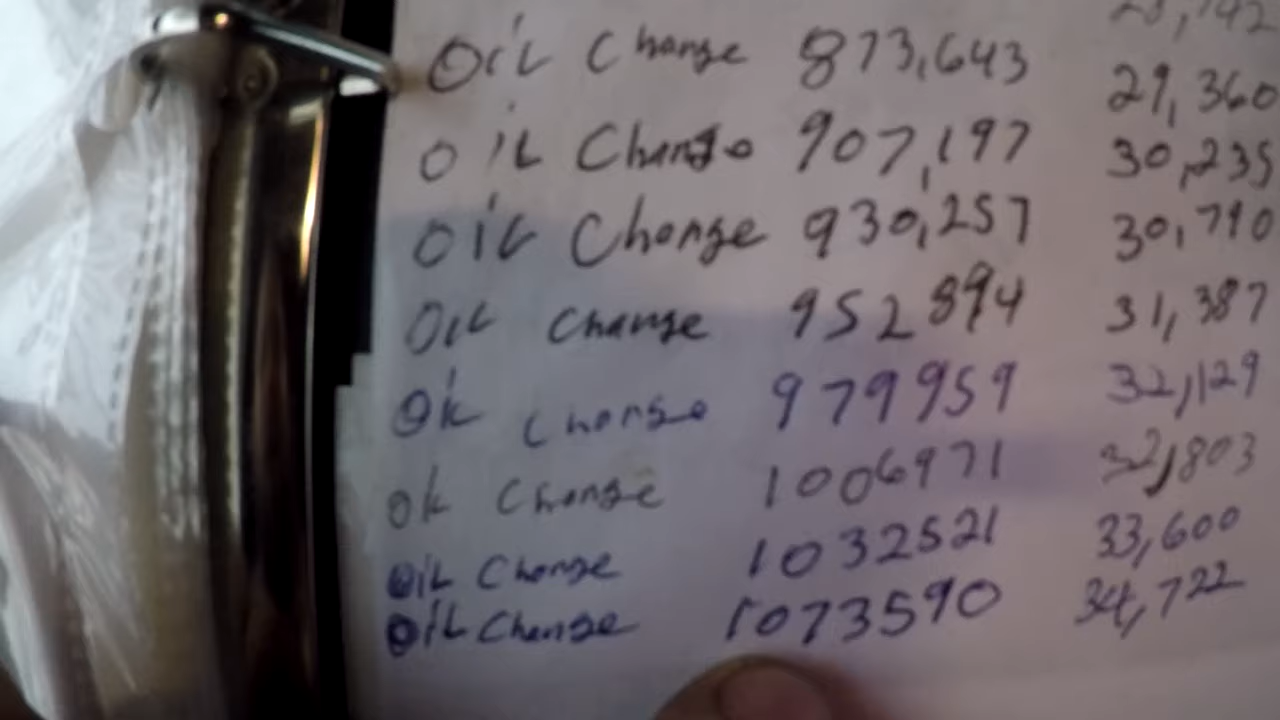 Oil Change 873,643 29,360
Oil Change 907,197 30,235
Oil Change 930,257 30,790
Oil Change 952 894 31,387
Oil Change 979959 32,129
Oil Change 1006971 32,803
Oil Change 1032521 33,600
Oil Change 1073590 34,722